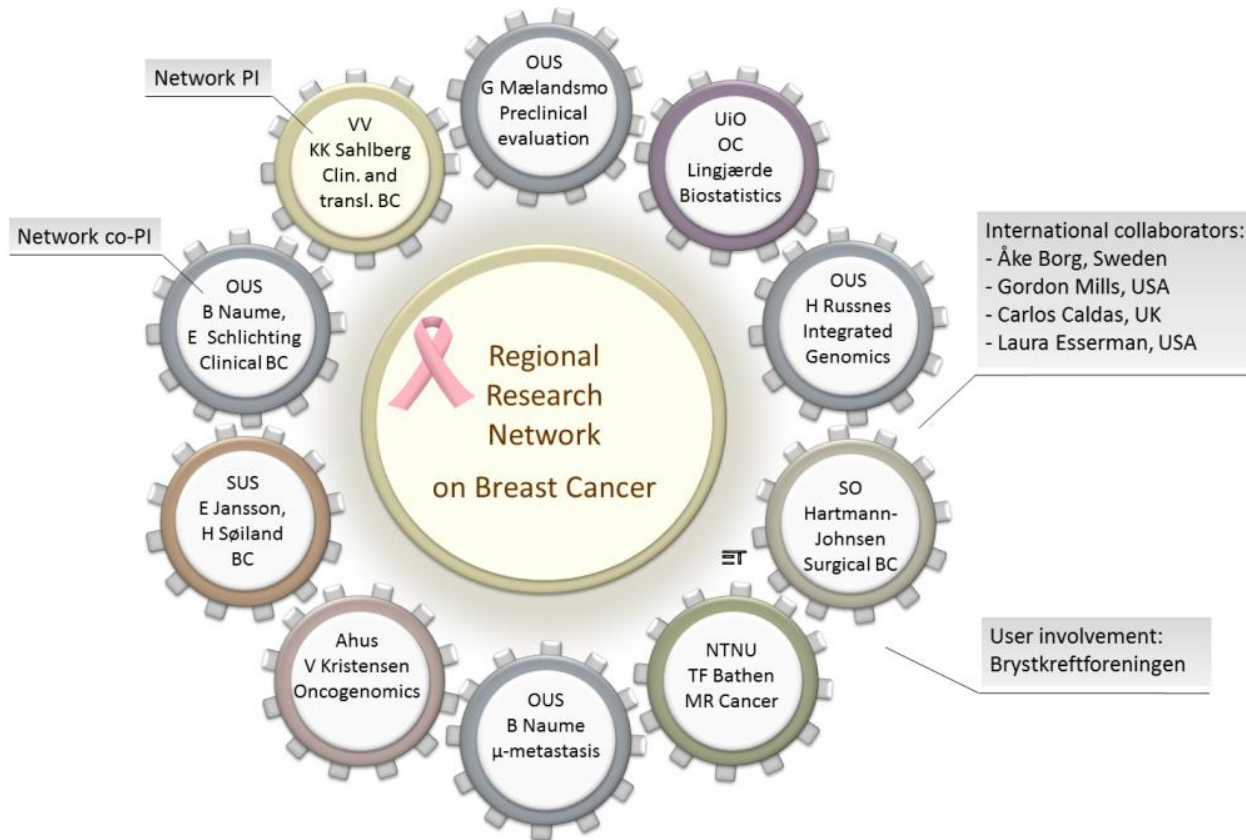 Network PI
OUS
G Mælandsmo
Preclinical
evaluation
VV
KK Sahlberg
Clin. and
transl. BC
UiO
OC
Lingjærde
Biostatistics
Network co-PI
OUS
B Naume,
E Schlichting
Clinical BC
OUS
H Russnes
Integrated
Genomics
International collaborators:
- Åke Borg, Sweden
- Gordon Mills, USA
- Carlos Caldas, UK
- Laura Esserman, USA
Regional
Research
Network
on Breast Cancer
SUS
E Jansson,
H Søiland
BC
SO
Hartmann-
Johnsen
Surgical BC
ET
Ahus
V Kristensen
Oncogenomics
OUS
B Naume
μ-metastasis
NTNU
TF Bathen
MR Cancer
User involvement:
Brystkreftforeningen